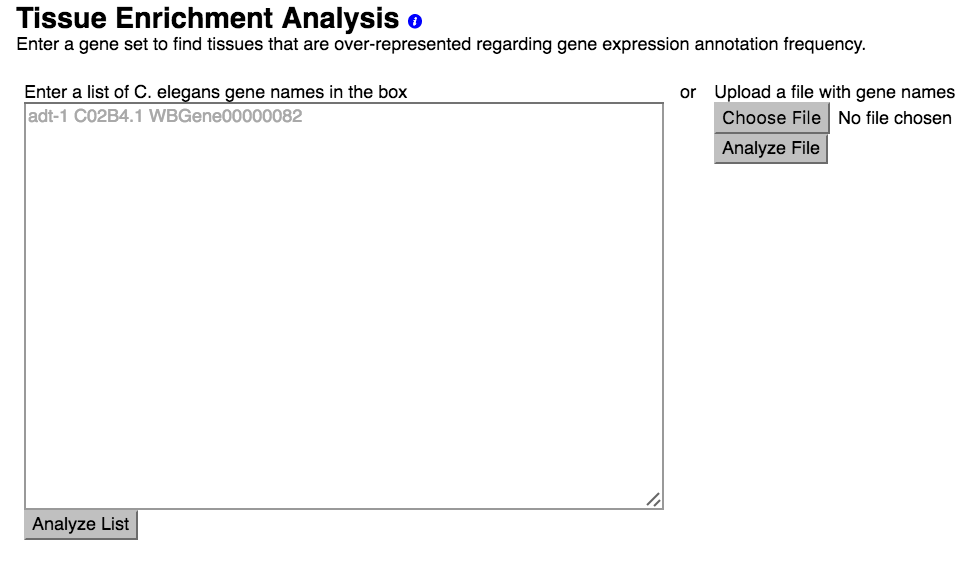 Tissue Enrichment Analysis i
Enter a gene set to find tissues that are over-represented regarding gene expression annotation frequency.
Enter a list of C. elegans gene names in the box
adt-1 C02B4.1 WBGene00000082
Analyze List
or
Upload a file with gene names
Choose File No file chosen
Analyze File